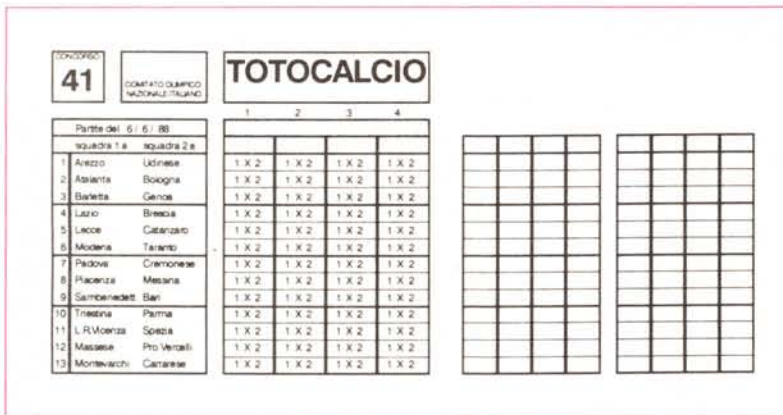 CONCORSO
41
COMITATO OLIMPICO
NAZIONALE ITALIANO
TOTOCALCIO
1 2 3 4
Partite del 6 / 6 / 88
squadra 1a squadra 2a
1 Arezzo Udinese 1 X 2 1 X 2 1 X 2 1 X 2
2 Atalanta Bologna 1 X 2 1 X 2 1 X 2 1 X 2
3 Barletta Genoa 1 X 2 1 X 2 1 X 2 1 X 2
4 Lazio Brescia 1 X 2 1 X 2 1 X 2 1 X 2
5 Lecce Catanzaro 1 X 2 1 X 2 1 X 2 1 X 2
6 Modena Taranto 1 X 2 1 X 2 1 X 2 1 X 2
7 Padova Cremonese 1 X 2 1 X 2 1 X 2 1 X 2
8 Piacenza Messina 1 X 2 1 X 2 1 X 2 1 X 2
9 Sambenedett. Bari 1 X 2 1 X 2 1 X 2 1 X 2
10 Triestina Parma 1 X 2 1 X 2 1 X 2 1 X 2
11 L.R.Vicenza Spezia 1 X 2 1 X 2 1 X 2 1 X 2
12 Massese Pro Vercelli 1 X 2 1 X 2 1 X 2 1 X 2
13 Montevarchi Carrarese 1 X 2 1 X 2 1 X 2 1 X 2